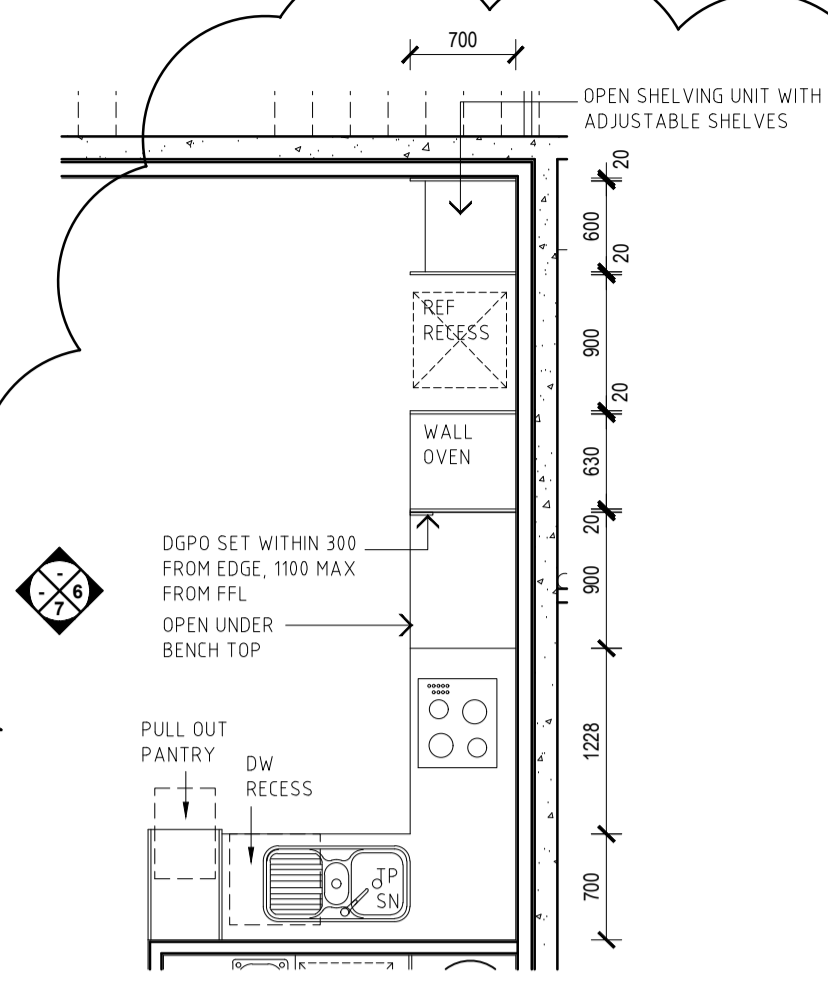 700
OPEN SHELVING UNIT WITH
ADJUSTABLE SHELVES
20
600
20
REF
RECESS
900
20
WALL
OVEN
630
20
DGPO SET WITHIN 300
FROM EDGE, 1100 MAX
FROM FFL
900
- 
- 6
7
OPEN UNDER
BENCH TOP
PULL OUT
PANTRY
1228
DW
RECESS
TP
SN
700